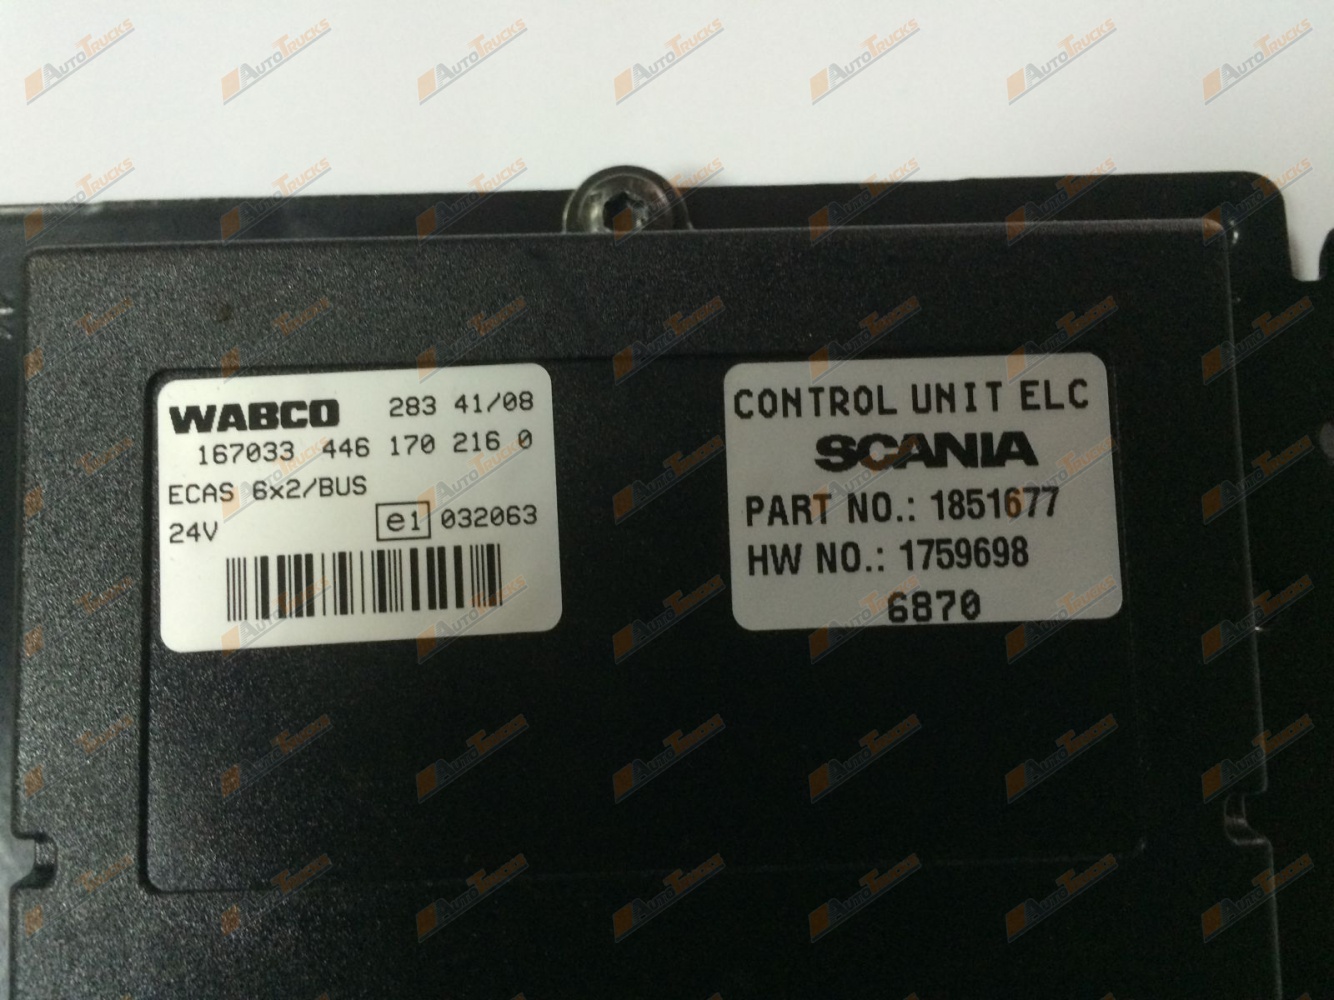 WABCO 283 41/08
167033 446 170 216 0
ECAS 6x2/BUS
24V e1 032063
CONTROL UNIT ELC
SCANIA
PART NO.: 1851677
HW NO.: 1759698
6870
AUTOTRUCKS